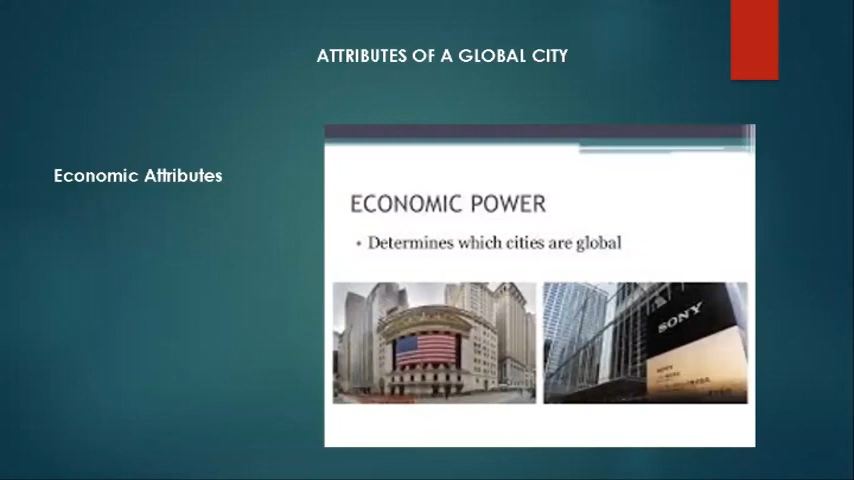 ATTRIBUTES OF A GLOBAL CITY
Economic Attributes
ECONOMIC POWER
• Determines which cities are global
SONY